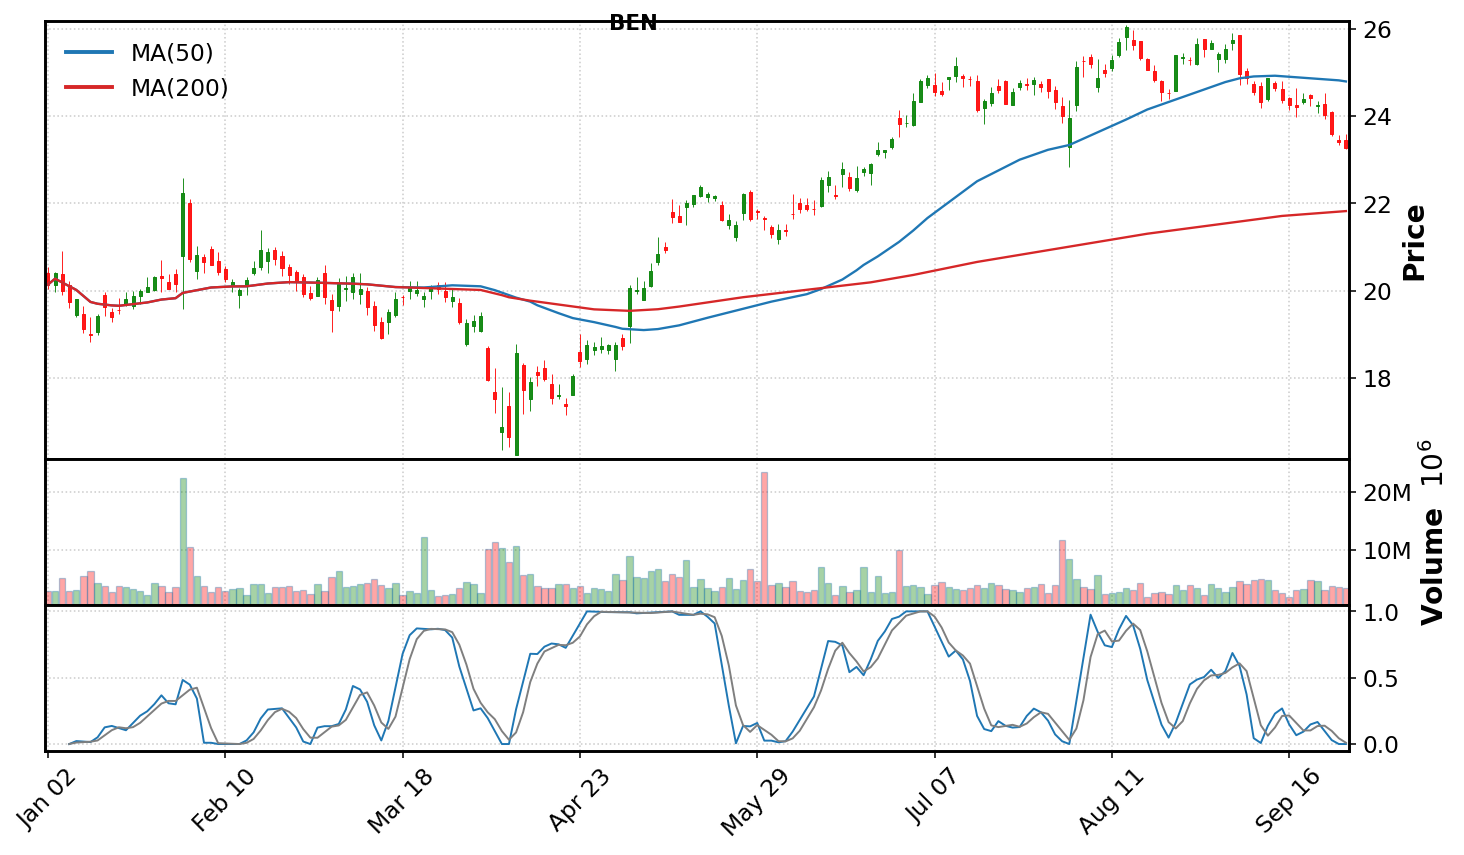 BEN
MA(50)
MA(200)
26
24
22
20
18
Price
20M
10M
Volume 10^6
1.0
0.5
0.0
Jan 02
Feb 10
Mar 18
Apr 23
May 29
Jul 07
Aug 11
Sep 16